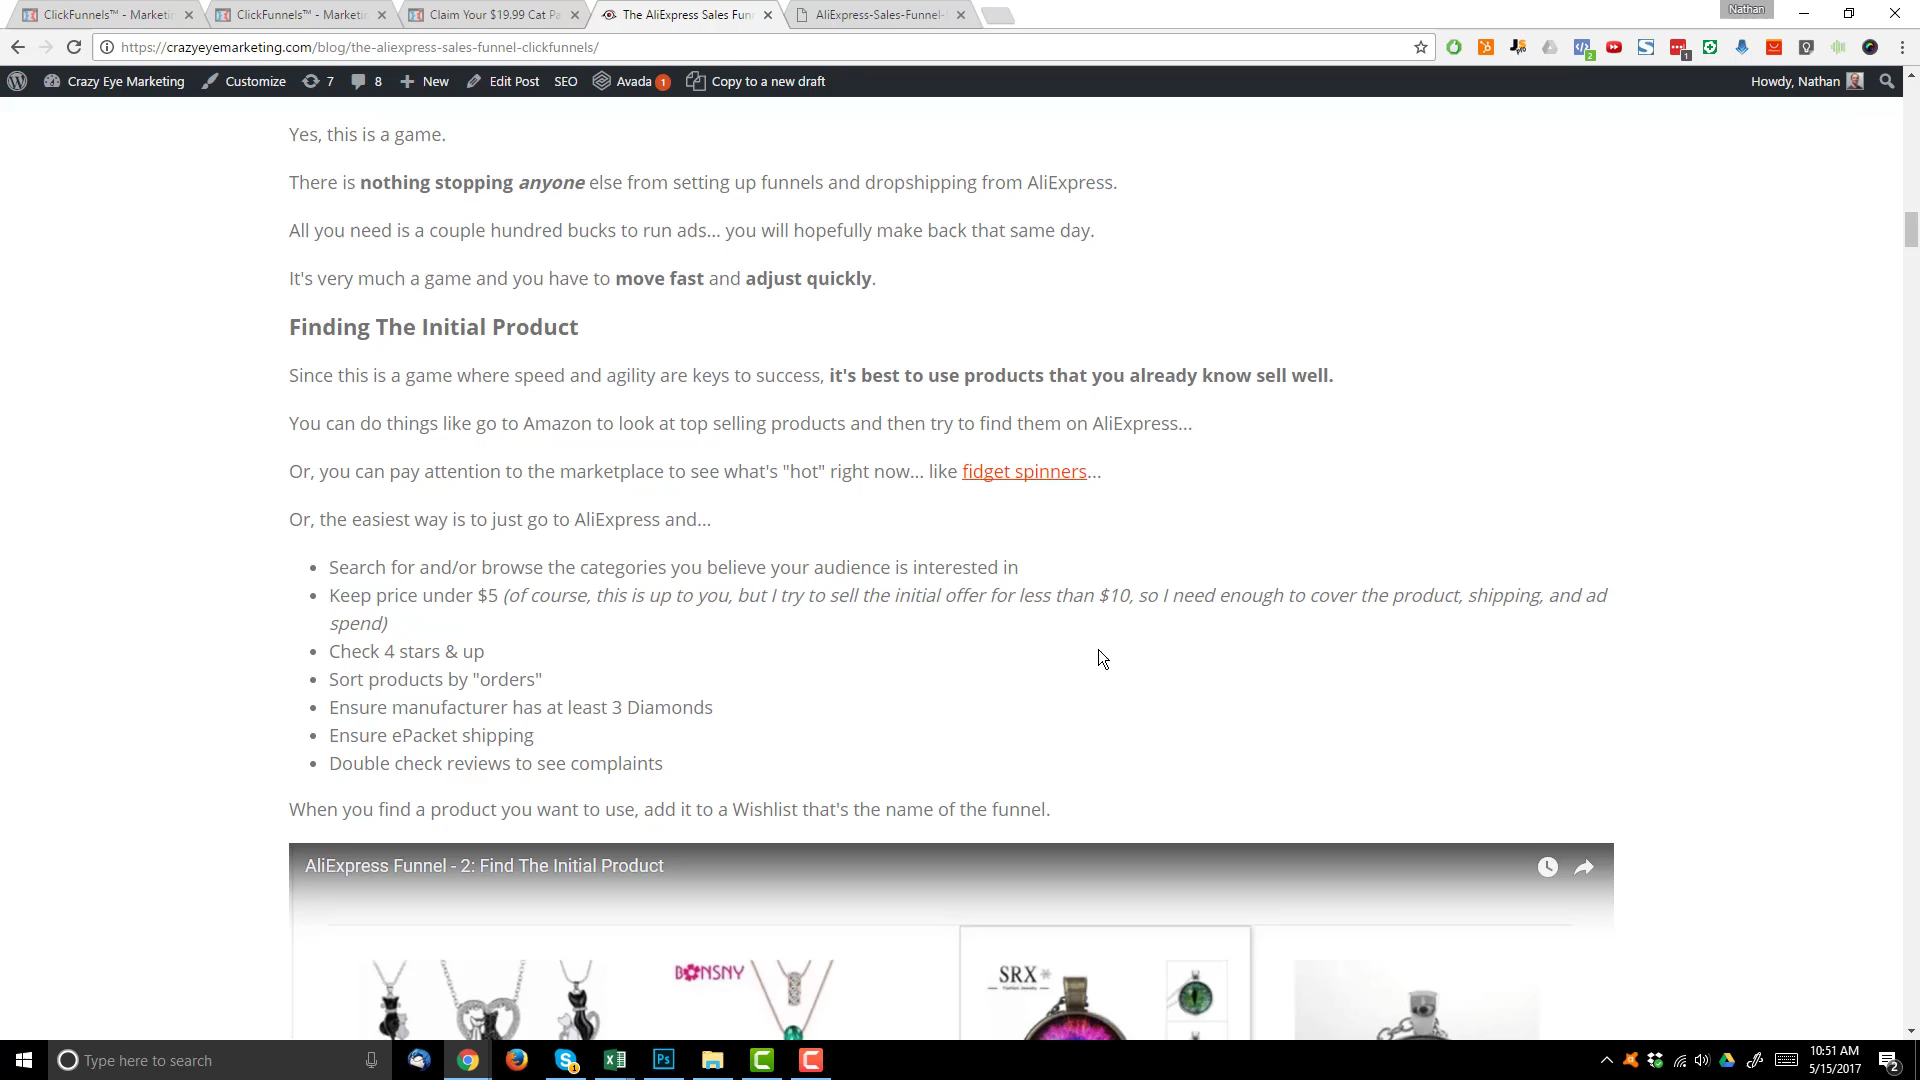 ClickFunnels™ - Marketin
ClickFunnels™ - Marketin
Claim Your $19.99 Cat Pa
The AliExpress Sales Funn
AliExpress-Sales-Funnel-
Nathan
https://crazyeyemarketing.com/blog/the-aliexpress-sales-funnel-clickfunnels/
2
1
Crazy Eye Marketing
Customize
7
8
New
Edit Post
SEO
Avada 1
Copy to a new draft
Howdy, Nathan
Yes, this is a game.
There is nothing stopping anyone else from setting up funnels and dropshipping from AliExpress.
All you need is a couple hundred bucks to run ads... you will hopefully make back that same day.
It's very much a game and you have to move fast and adjust quickly.
Finding The Initial Product
Since this is a game where speed and agility are keys to success, it's best to use products that you already know sell well.
You can do things like go to Amazon to look at top selling products and then try to find them on AliExpress...
Or, you can pay attention to the marketplace to see what's "hot" right now... like fidget spinners...
Or, the easiest way is to just go to AliExpress and...
• Search for and/or browse the categories you believe your audience is interested in
• Keep price under $5 (of course, this is up to you, but I try to sell the initial offer for less than $10, so I need enough to cover the product, shipping, and ad
spend)
• Check 4 stars & up
• Sort products by "orders"
• Ensure manufacturer has at least 3 Diamonds
• Ensure ePacket shipping
• Double check reviews to see complaints
When you find a product you want to use, add it to a Wishlist that's the name of the funnel.
AliExpress Funnel - 2: Find The Initial Product
BONSNY
SRX
Type here to search
Ps
10:51 AM
5/15/2017
2